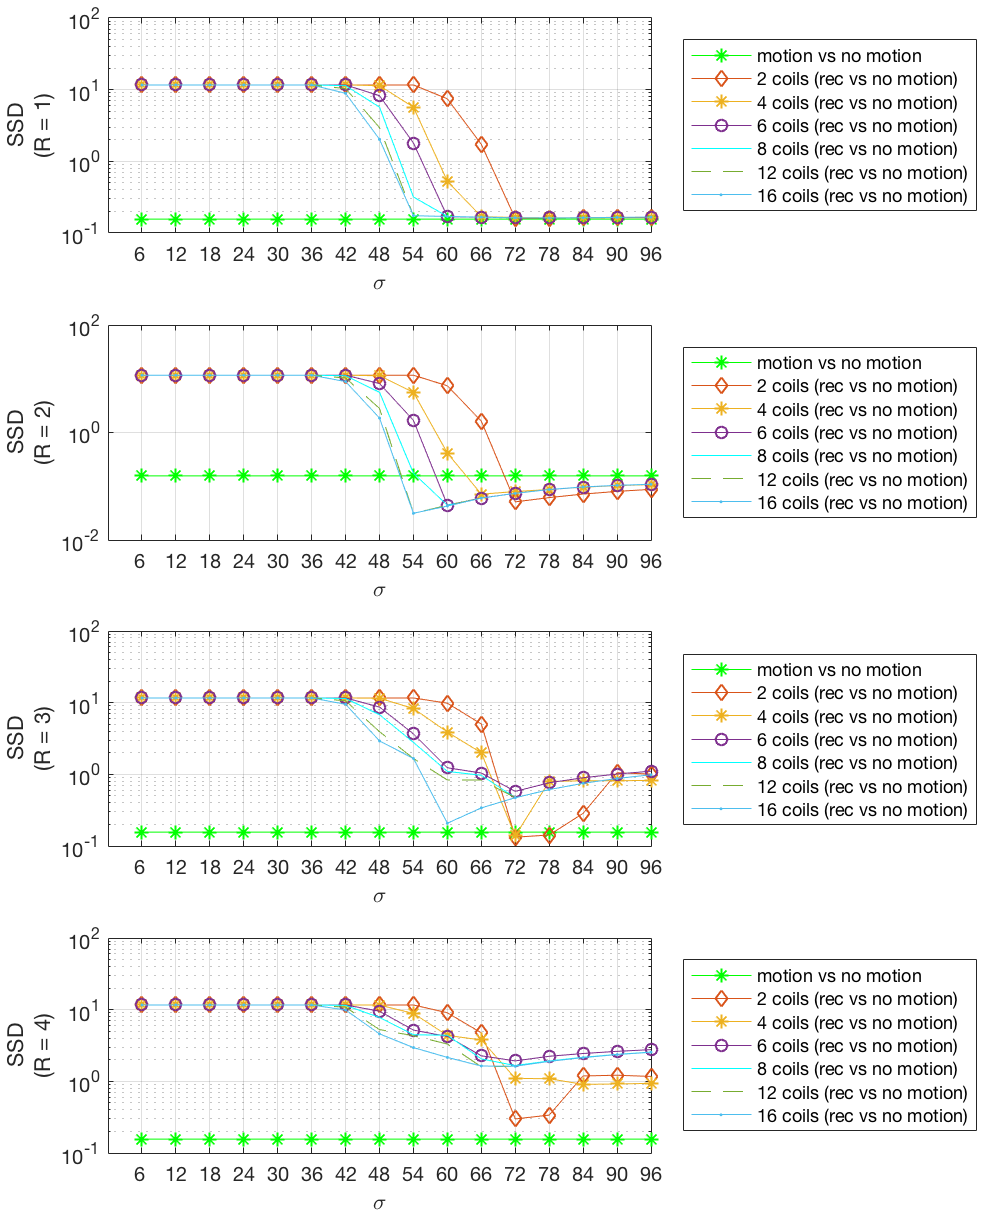 10^2
10^1
10^0
10^-1
SSD
(R = 1)
6 12 18 24 30 36 42 48 54 60 66 72 78 84 90 96
σ
motion vs no motion
2 coils (rec vs no motion)
4 coils (rec vs no motion)
6 coils (rec vs no motion)
8 coils (rec vs no motion)
12 coils (rec vs no motion)
16 coils (rec vs no motion)
10^2
10^0
10^-2
SSD
(R = 2)
6 12 18 24 30 36 42 48 54 60 66 72 78 84 90 96
σ
motion vs no motion
2 coils (rec vs no motion)
4 coils (rec vs no motion)
6 coils (rec vs no motion)
8 coils (rec vs no motion)
12 coils (rec vs no motion)
16 coils (rec vs no motion)
10^2
10^1
10^0
10^-1
SSD
(R = 3)
6 12 18 24 30 36 42 48 54 60 66 72 78 84 90 96
σ
motion vs no motion
2 coils (rec vs no motion)
4 coils (rec vs no motion)
6 coils (rec vs no motion)
8 coils (rec vs no motion)
12 coils (rec vs no motion)
16 coils (rec vs no motion)
10^2
10^1
10^0
10^-1
SSD
(R = 4)
6 12 18 24 30 36 42 48 54 60 66 72 78 84 90 96
σ
motion vs no motion
2 coils (rec vs no motion)
4 coils (rec vs no motion)
6 coils (rec vs no motion)
8 coils (rec vs no motion)
12 coils (rec vs no motion)
16 coils (rec vs no motion)